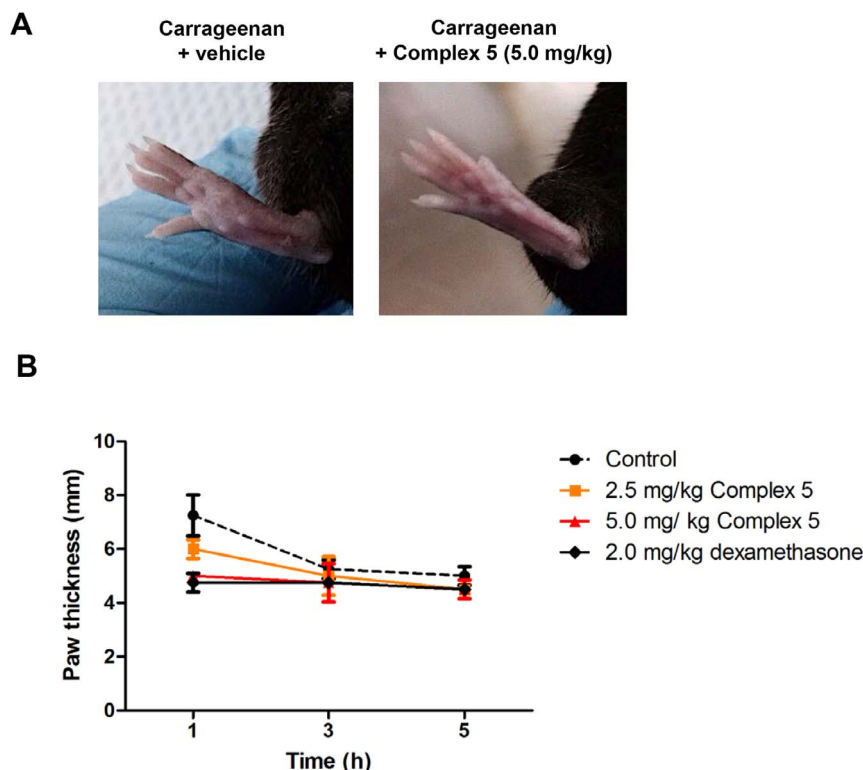 A
Carrageenan
+ vehicle
Carrageenan
+ Complex 5 (5.0 mg/kg)
B
Paw thickness (mm)
10
8
6
4
2
0
1
3
5
Time (h)
Control
2.5 mg/kg Complex 5
5.0 mg/ kg Complex 5
2.0 mg/kg dexamethasone